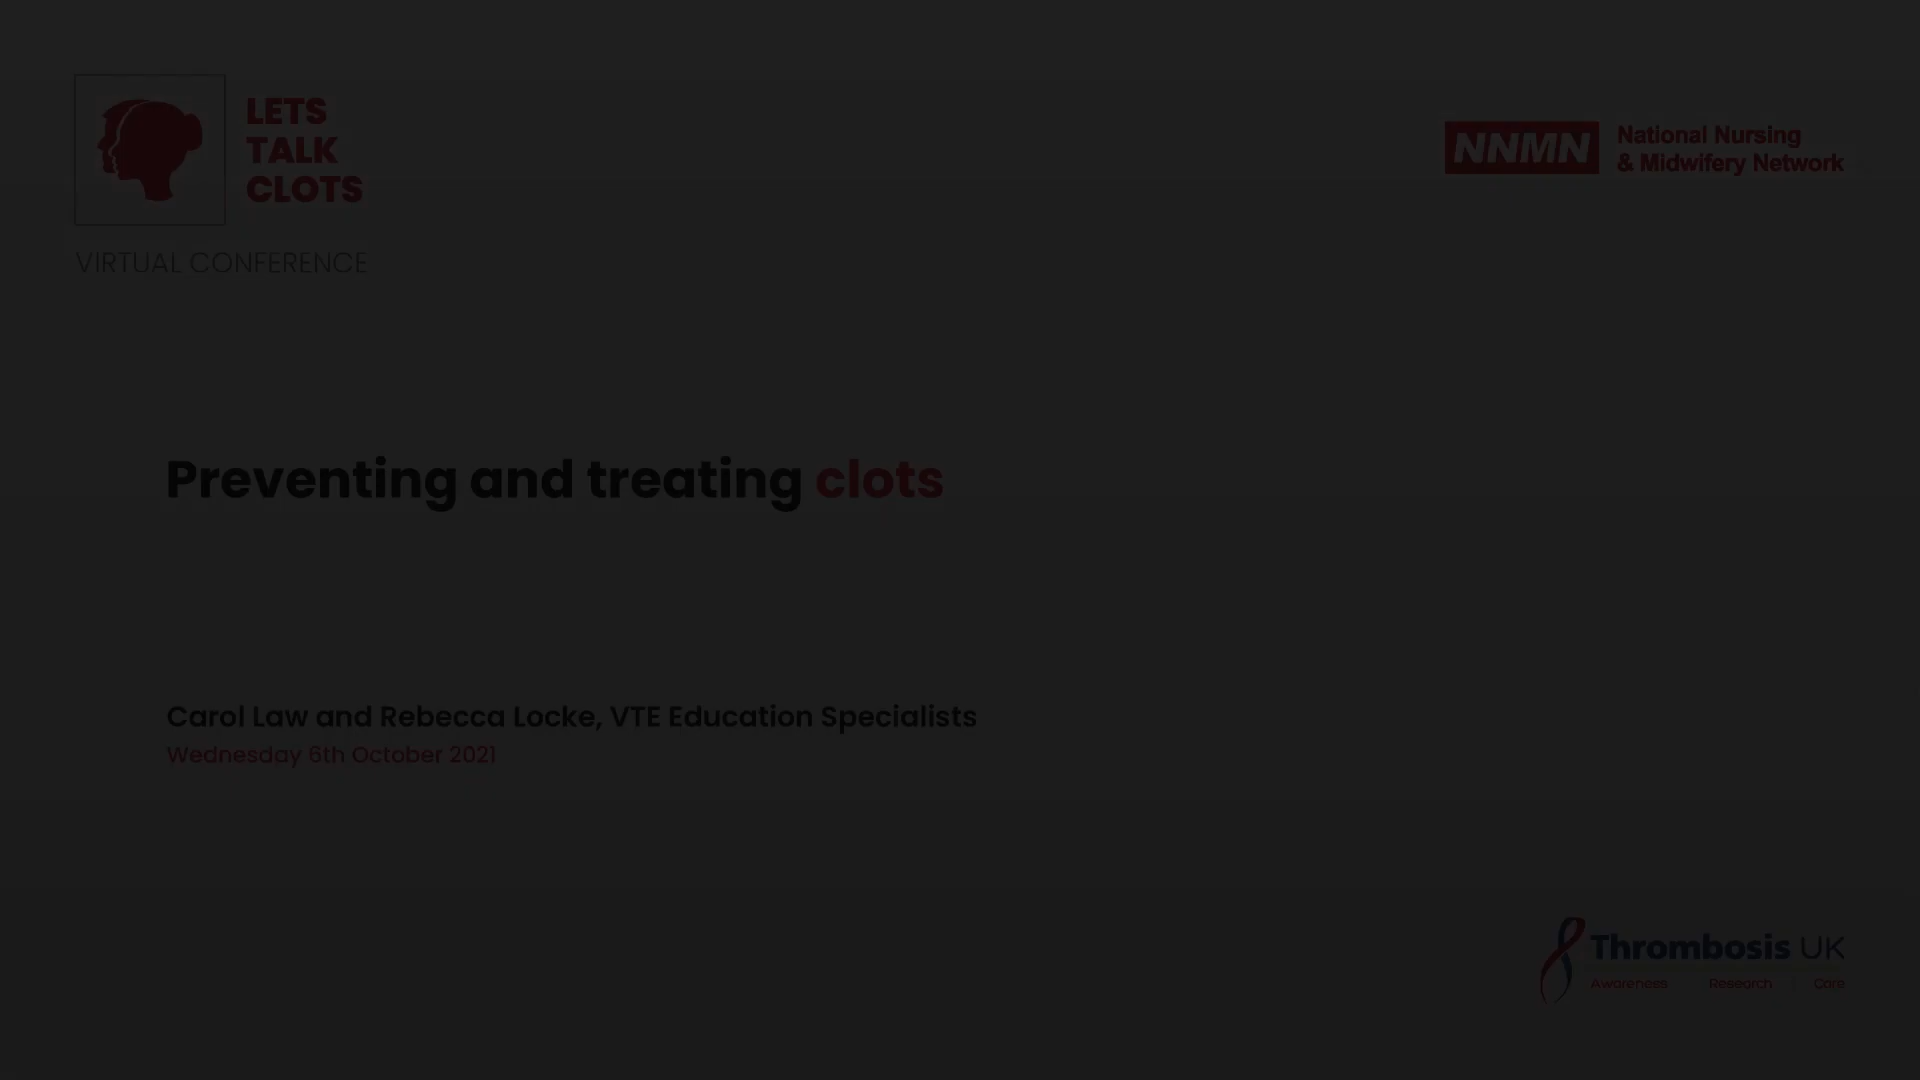 LETS
TALK
CLOTS
VIRTUAL CONFERENCE
NNMN
National Nursing
& Midwifery Network
Preventing and treating clots
Carol Law and Rebecca Locke, VTE Education Specialists
Wednesday 6th October 2021
Thrombosis UK
Awareness Research Care